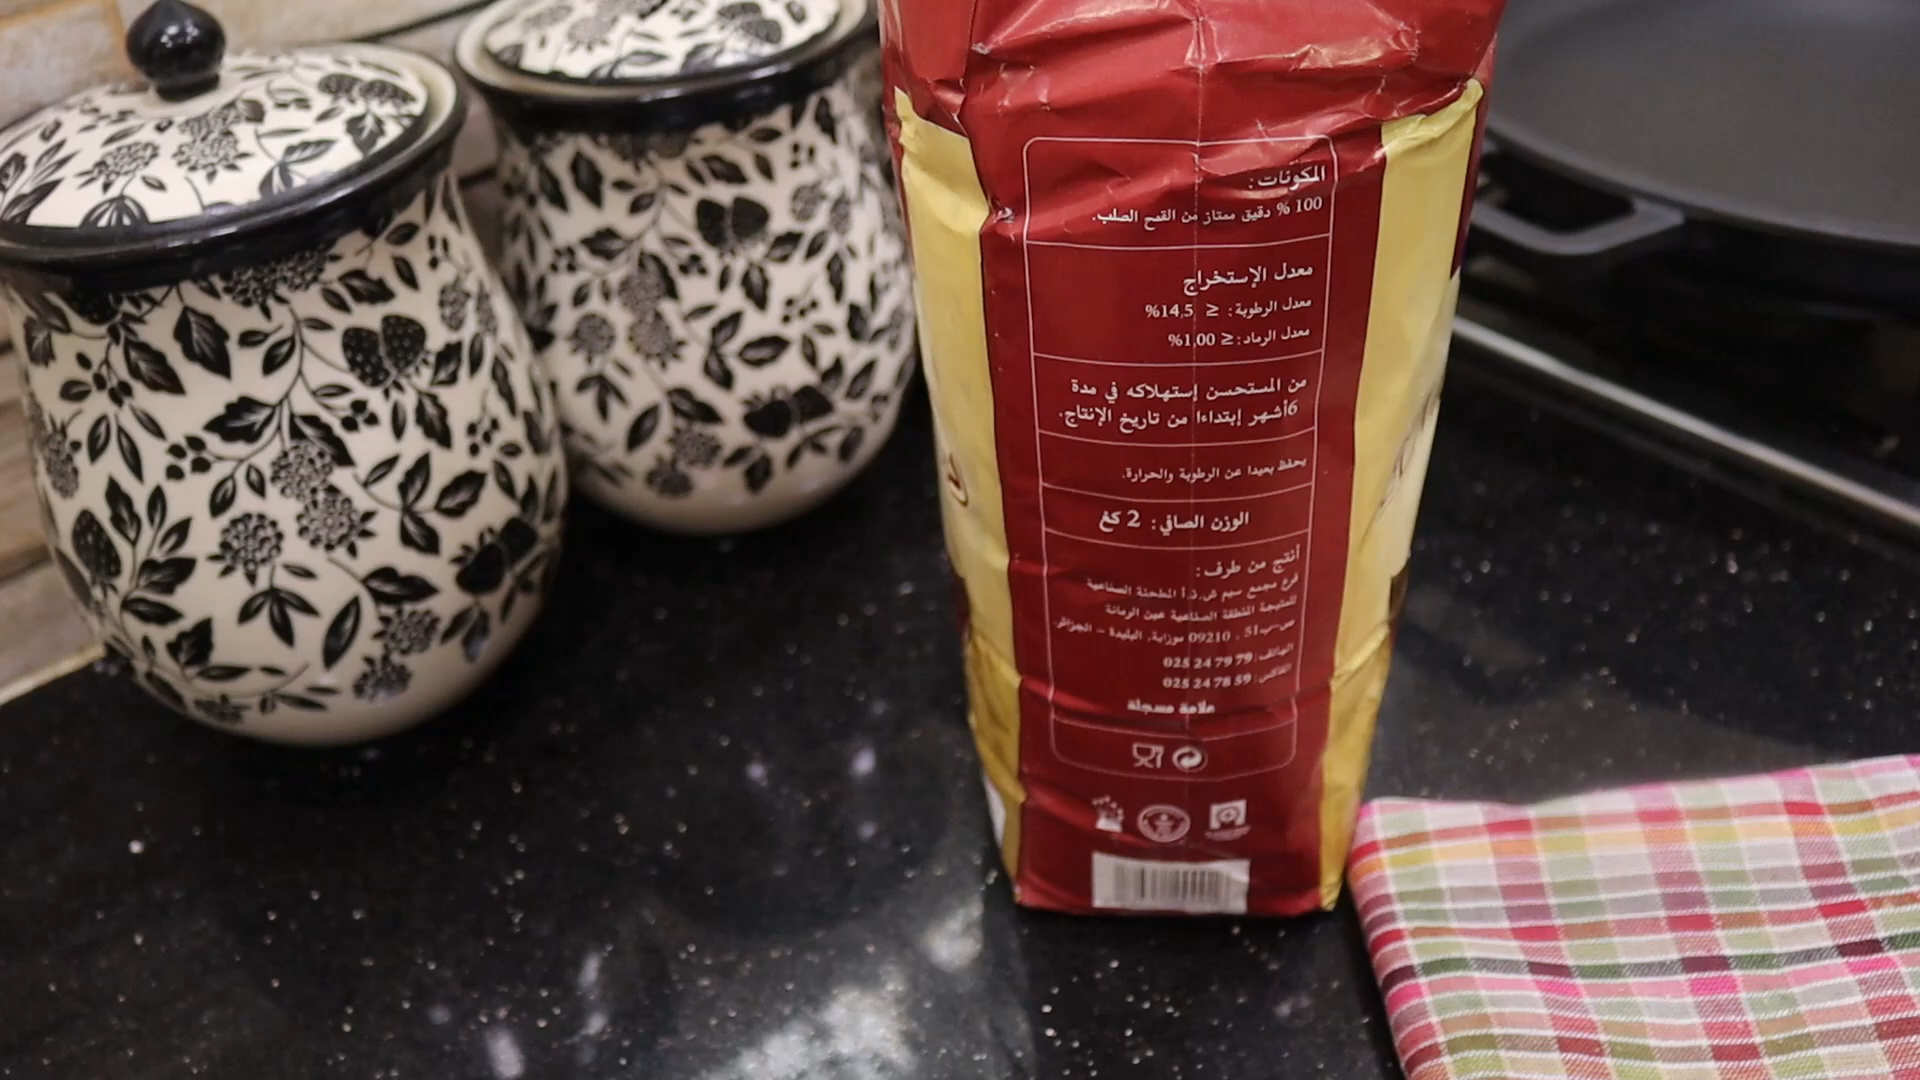 المكونات:
100 % دقيق ممتاز من القمح الصلب.
معدل الإستخراج
معدل الرطوبة: ≤ 14,5%
معدل الرماد: ≤ 1,00%
من المستحسن إستهلاكه في مدة
6أشهر إبتداءا من تاريخ الإنتاج.
يحفظ بعيدا عن الرطوبة والحرارة.
الوزن الصافي: 2 كغ
أنتج من طرف:
فرع مجمع سيم ش.ذ.أ المطحنة الصناعية
للمتيجة المنطقة الصناعية عين الرمانة
ص-ب 51 . 09210 موزاية, البليدة – الجزائر.
الهاتف: 025 24 79 79
الفاكس: 025 24 78 59
علامة مسجلة